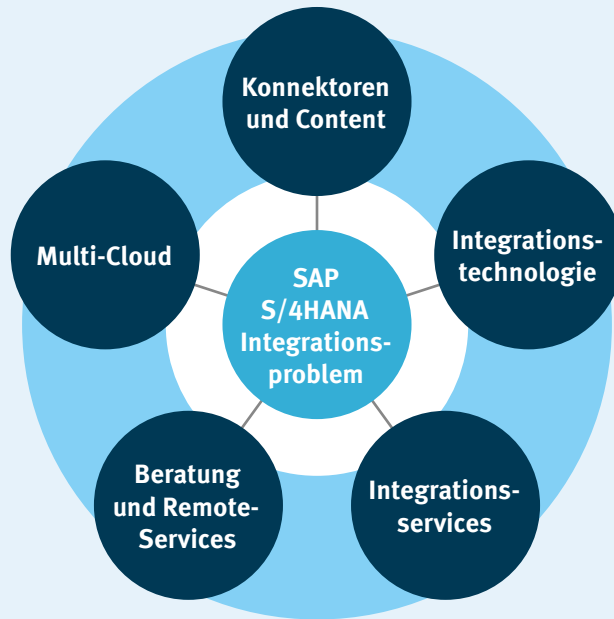 Konnektoren
und Content
Multi-Cloud
Integrations-
technologie
SAP
S/4HANA
Integrations-
problem
Beratung
und Remote-
Services
Integrations-
services